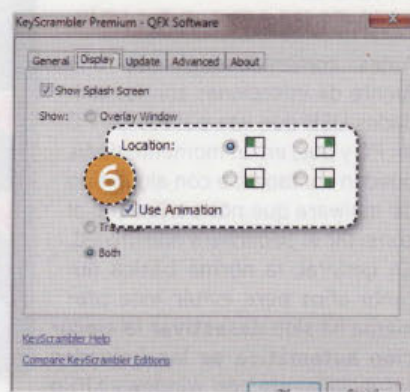 KeyScrambler Premium - QFX Software
General Display Update Advanced About
Show Splash Screen
Show: Overlay Window
Location:
6
Use Animation
Both
KeyScrambler Help
Compare KeyScrambler Editions